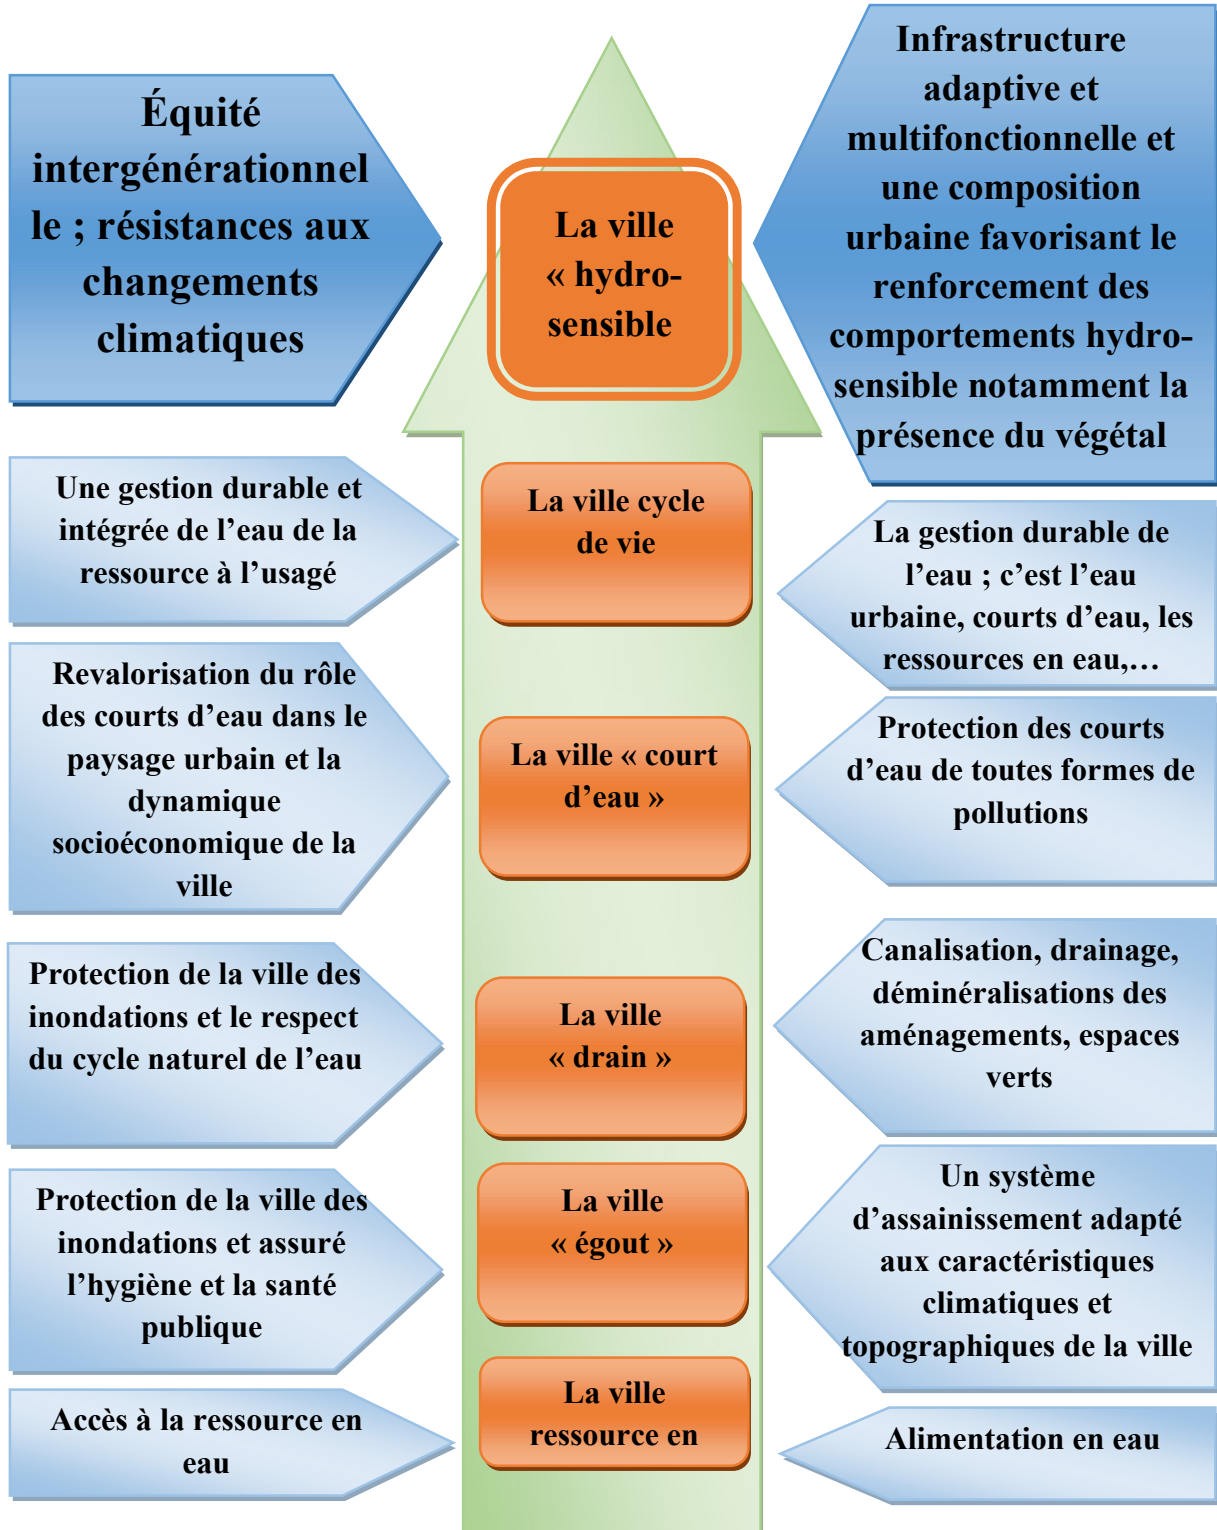 Équité
intergénérationnel
le ; résistances aux
changements
climatiques
La ville
« hydro-
sensible
Infrastructure
adaptive et
multifonctionnelle et
une composition
urbaine favorisant le
renforcement des
comportements hydro-
sensible notamment la
présence du végétal
Une gestion durable et
intégrée de l’eau de la
ressource à l’usagé
La ville cycle
de vie
La gestion durable de
l’eau ; c’est l’eau
urbaine, courts d’eau, les
ressources en eau,…
Revalorisation du rôle
des courts d’eau dans le
paysage urbain et la
dynamique
socioéconomique de la
ville
La ville « court
d’eau »
Protection des courts
d’eau de toutes formes de
pollutions
Protection de la ville des
inondations et le respect
du cycle naturel de l’eau
La ville
« drain »
Canalisation, drainage,
déminéralisations des
aménagements, espaces
verts
Protection de la ville des
inondations et assuré
l’hygiène et la santé
publique
La ville
« égout »
Un système
d’assainissement adapté
aux caractéristiques
climatiques et
topographiques de la ville
Accès à la ressource en
eau
La ville
ressource en
Alimentation en eau